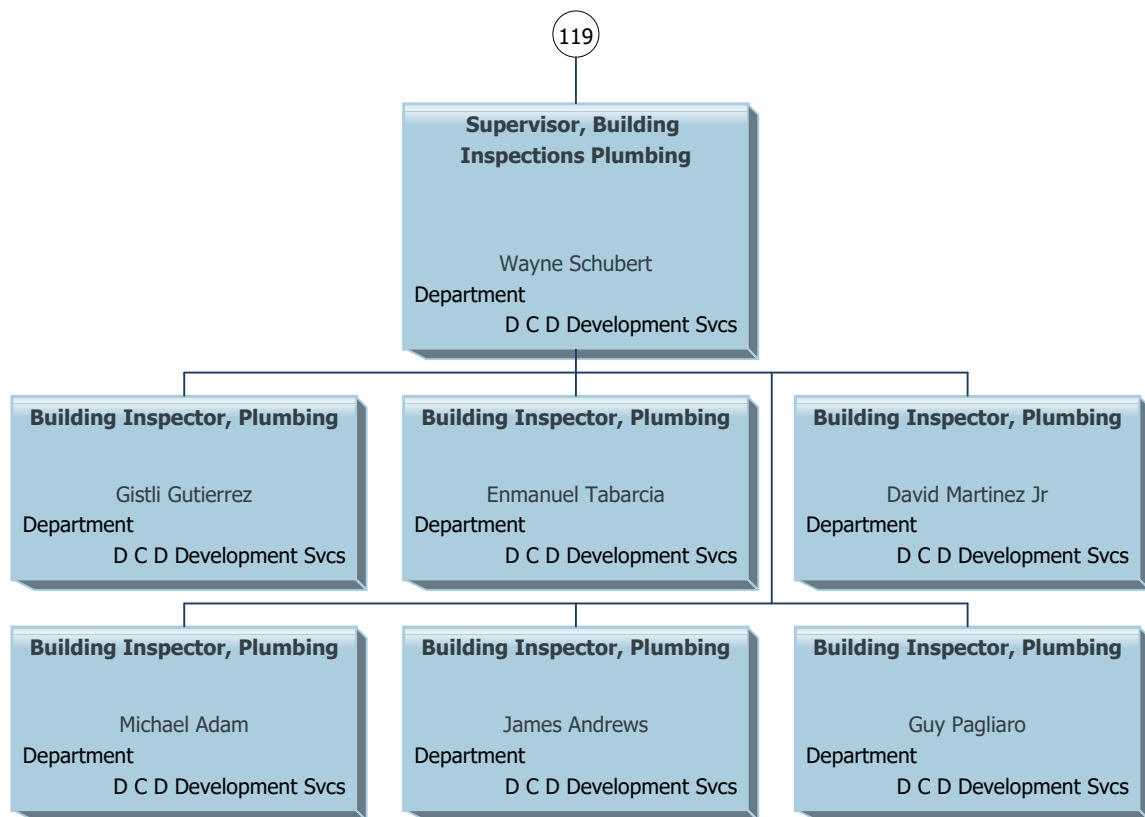 119
Supervisor, Building
Inspections Plumbing
Wayne Schubert
Department
D C D Development Svcs
Building Inspector, Plumbing
Gistli Gutierrez
Department
D C D Development Svcs
Building Inspector, Plumbing
Enmanuel Tabarcia
Department
D C D Development Svcs
Building Inspector, Plumbing
David Martinez Jr
Department
D C D Development Svcs
Building Inspector, Plumbing
Michael Adam
Department
D C D Development Svcs
Building Inspector, Plumbing
James Andrews
Department
D C D Development Svcs
Building Inspector, Plumbing
Guy Pagliaro
Department
D C D Development Svcs